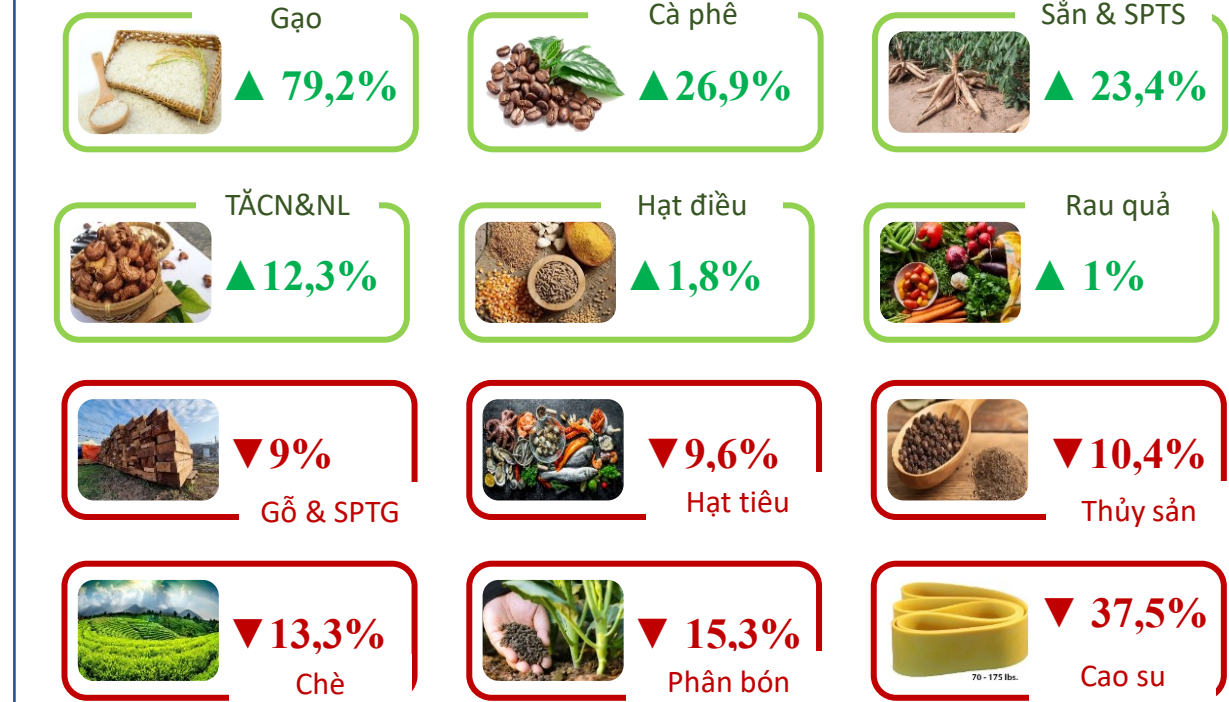 Gạo
▲ 79,2%
Cà phê
▲26,9%
Sắn & SPTS
▲ 23,4%
TĂCN&NL
▲12,3%
Hạt điều
▲1,8%
Rau quả
▲ 1%
▼9%
Gỗ & SPTG
▼9,6%
Hạt tiêu
▼10,4%
Thủy sản
▼13,3%
Chè
▼ 15,3%
Phân bón
▼ 37,5%
70 - 175 lbs.
Cao su